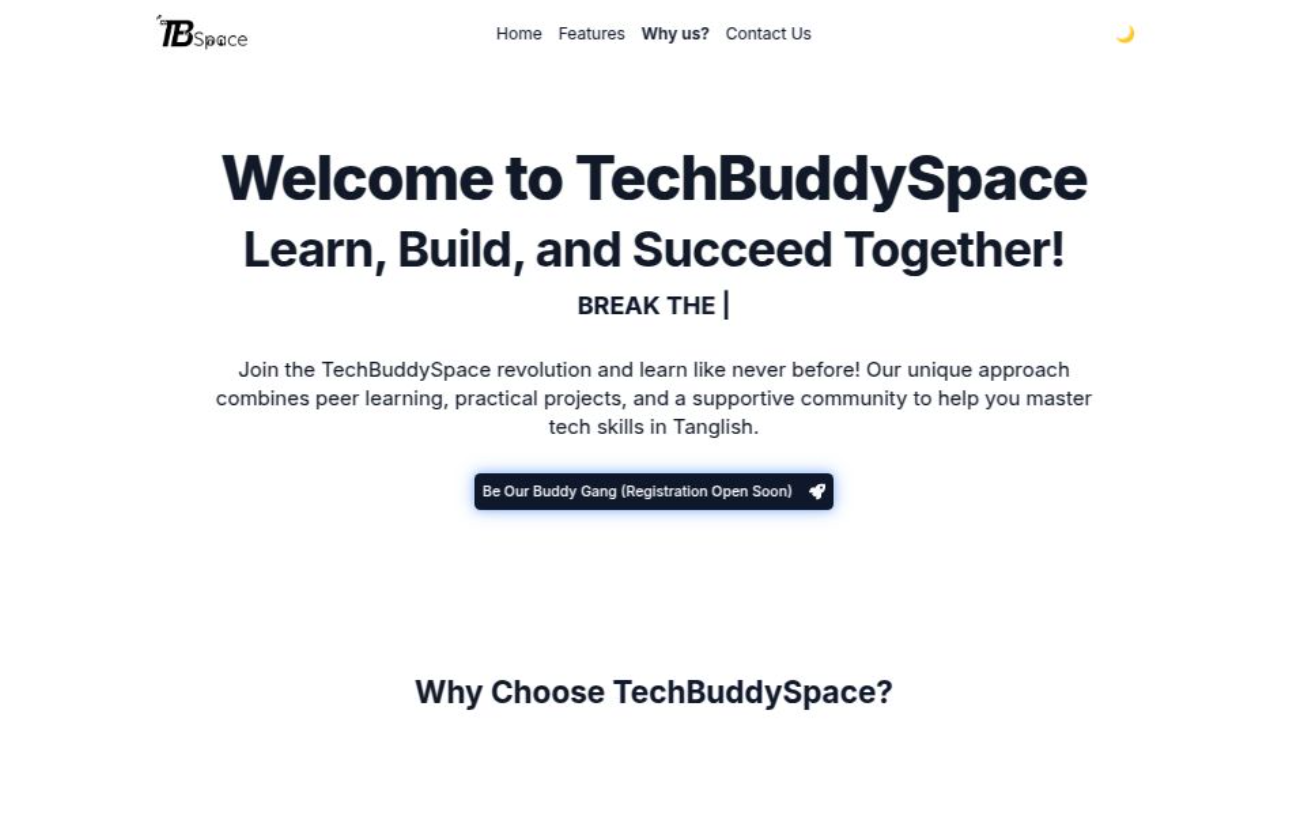 TBSpace
Home Features Why us? Contact Us
Welcome to TechBuddySpace
Learn, Build, and Succeed Together!
BREAK THE |
Join the TechBuddySpace revolution and learn like never before! Our unique approach
combines peer learning, practical projects, and a supportive community to help you master
tech skills in Tanglish.
Be Our Buddy Gang (Registration Open Soon)
Why Choose TechBuddySpace?